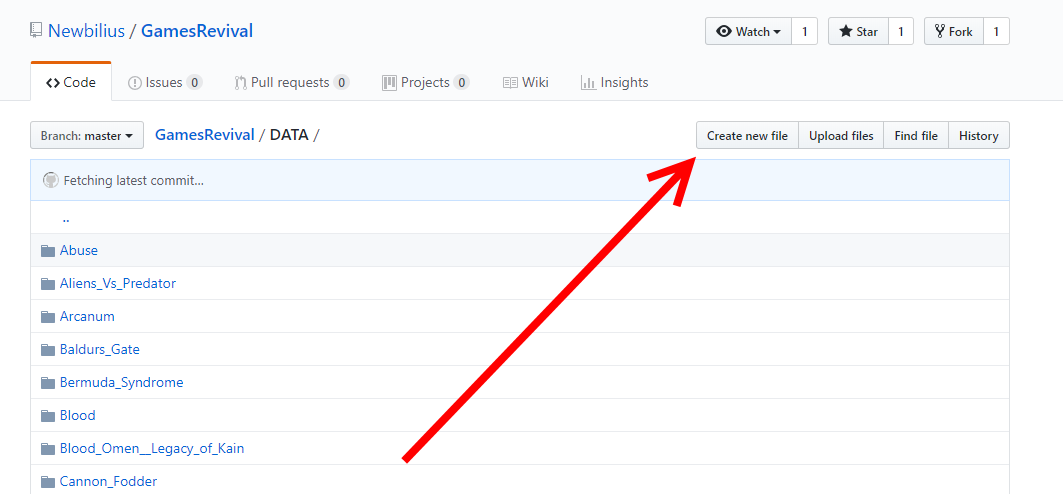 Newbilius / GamesRevival
Watch 1 Star 1 Fork 1
Code Issues 0 Pull requests 0 Projects 0 Wiki Insights
Branch: master GamesRevival / DATA / Create new file Upload files Find file History
Fetching latest commit...
..
Abuse
Aliens_Vs_Predator
Arcanum
Baldurs_Gate
Bermuda_Syndrome
Blood
Blood_Omen__Legacy_of_Kain
Cannon_Fodder